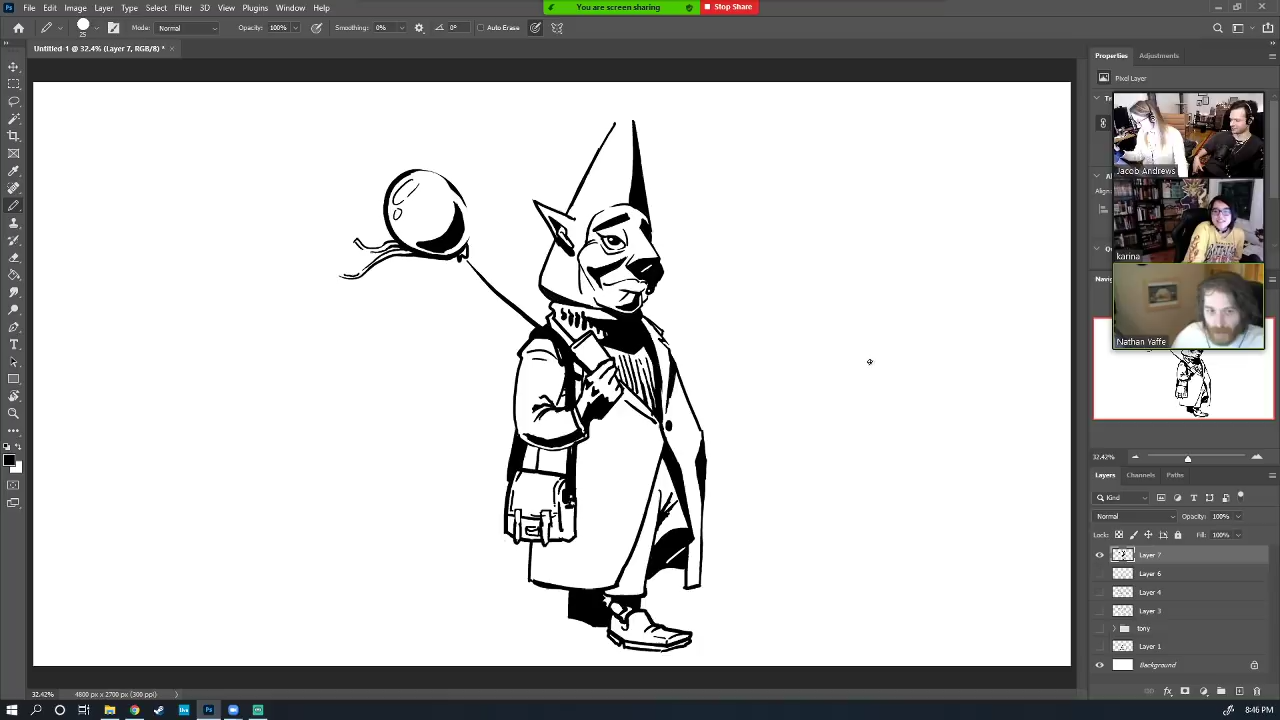 You are screen sharing
Stop Share
File Edit Image Layer Type Select Filter 3D View Plugins Window Help
Mode: Normal Opacity: 100% Smoothing: 0% 0° Auto Erase
25
Untitled-1 @ 32.4% (Layer 7, RGB/8) *
Properties Adjustments
Pixel Layer
Jacob Andrews
karina
Nathan Yaffe
32.42%
Layers Channels Paths
Kind
Normal Opacity: 100%
Lock: Fill: 100%
Layer 7
Layer 6
Layer 4
Layer 3
tony
Layer 1
Background
32.42% 4800 px x 2700 px (300 ppi)
8:46 PM